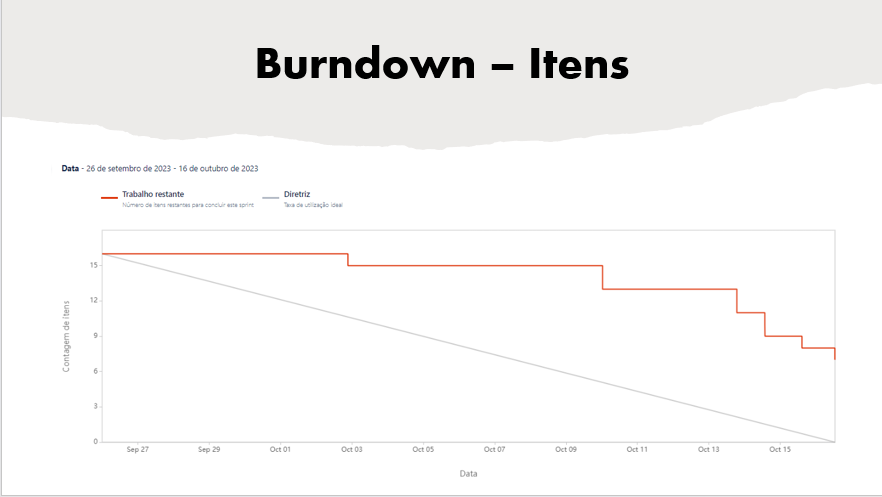 Burndown – Itens
Data - 26 de setembro de 2023 - 16 de outubro de 2023
Trabalho restante
Número de itens restantes para concluir este sprint
Diretriz
Taxa de utilização ideal
Contagem de itens
15
12
9
6
3
0
Sep 27 Sep 29 Oct 01 Oct 03 Oct 05 Oct 07 Oct 09 Oct 11 Oct 13 Oct 15
Data